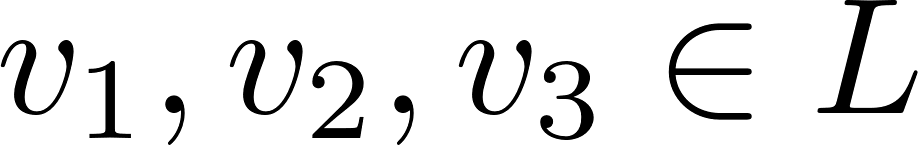 v₁, v₂, v₃ ∈ L